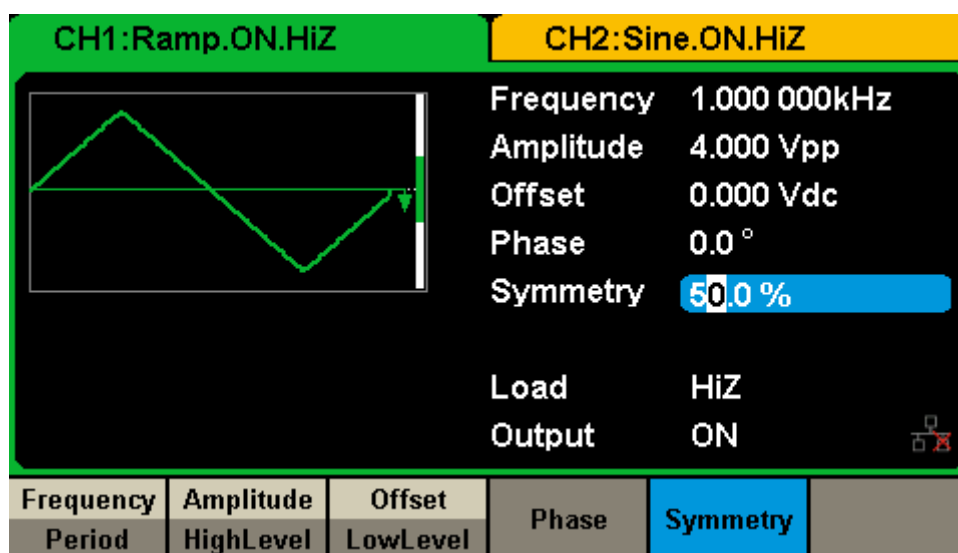 CH1:Ramp.ON.HiZ
CH2:Sine.ON.HiZ
Frequency 1.000 000kHz
Amplitude 4.000 Vpp
Offset 0.000 Vdc
Phase 0.0 °
Symmetry 50.0 %
Load HiZ
Output ON
Frequency Amplitude Offset
Phase Symmetry
Period HighLevel LowLevel